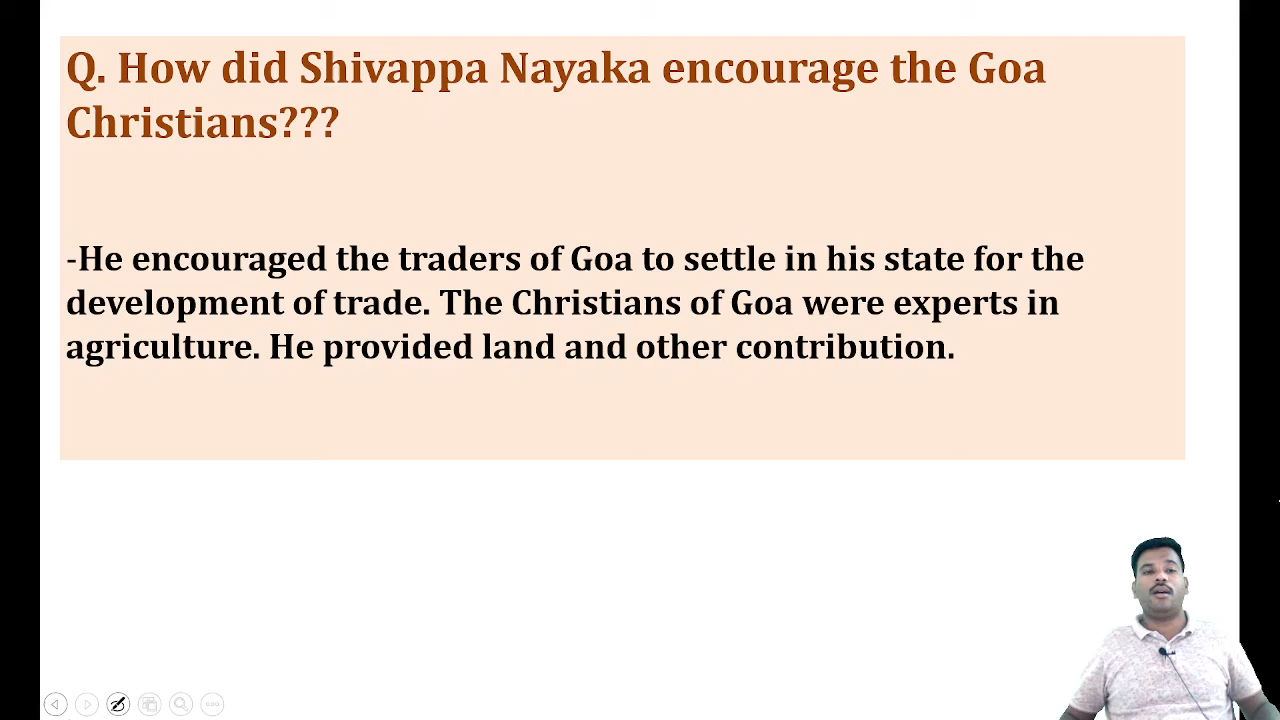 Q. How did Shivappa Nayaka encourage the Goa
Christians???
-He encouraged the traders of Goa to settle in his state for the
development of trade. The Christians of Goa were experts in
agriculture. He provided land and other contribution.